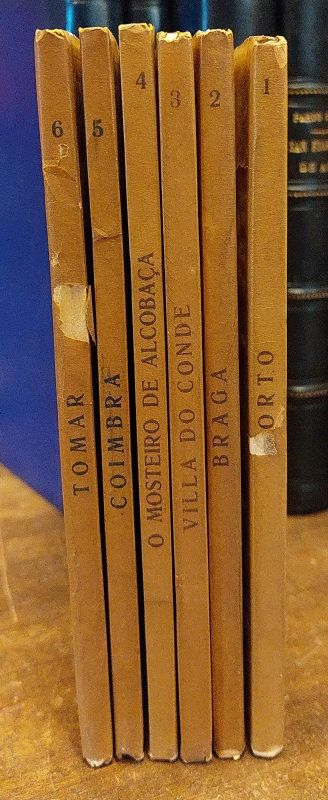 6
TOMAR
5
COIMBRA
4
O MOSTEIRO DE ALCOBAÇA
3
VILLA DO CONDE
2
BRAGA
1
ORTO